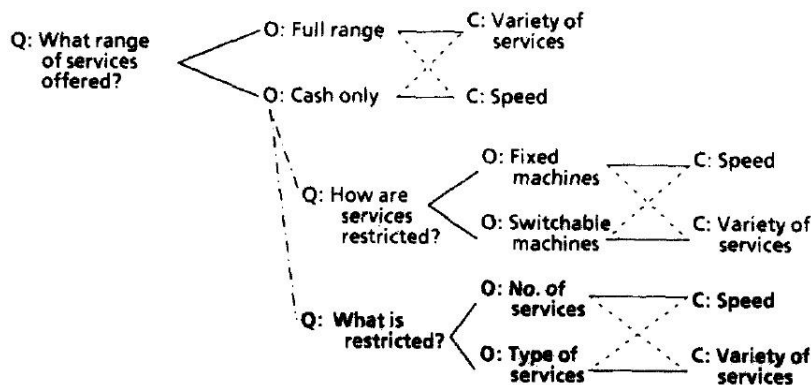 Q: What range
of services
offered?
O: Full range
C: Variety of
services
O: Cash only
C: Speed
Q: How are
services
restricted?
O: Fixed
machines
C: Speed
O: Switchable
machines
C: Variety of
services
Q: What is
restricted?
O: No. of
services
C: Speed
O: Type of
services
C: Variety of
services